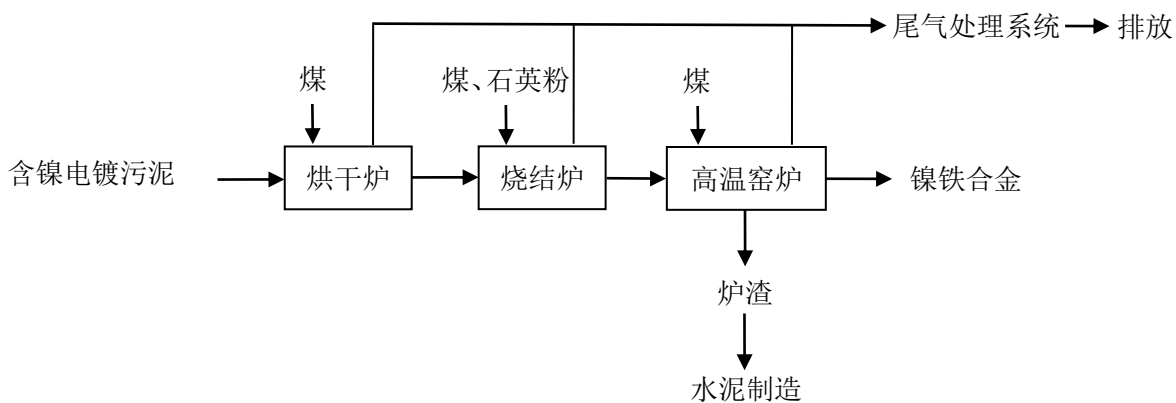 尾气处理系统
排放
煤
煤、石英粉
煤
含镍电镀污泥
烘干炉
烧结炉
高温窑炉
镍铁合金
炉渣
水泥制造